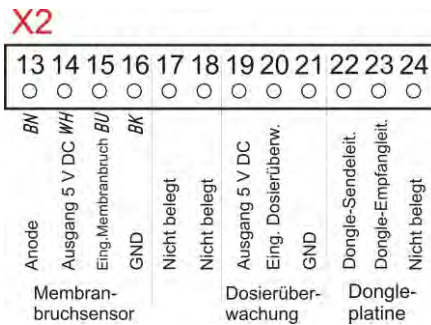 X2
13 14 15 16 17 18 19 20 21 22 23 24
Anode BN
Ausgang 5 V DC WH
Eing.Membranbruch BU
GND BK
Nicht belegt
Nicht belegt
Ausgang 5 V DC
Eing. Dosierüberw.
GND
Dongle-Sendeleit.
Dongle-Empfangleit.
Nicht belegt
Membran-
bruchsensor
Dosierüber-
wachung
Dongle-
platine